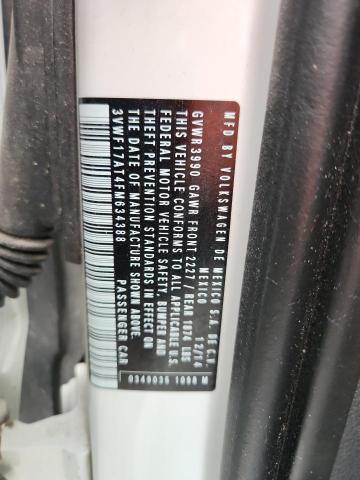 MFD BY VOLKSWAGEN DE MEXICO S.A. DE C.V.
MEXICO
12/14
GVWR 3990 GAWR FRONT 2227 / REAR 1874 LBS
THIS VEHICLE CONFORMS TO ALL APPLICABLE U.S.
FEDERAL MOTOR VEHICLE SAFETY, BUMPER AND
THEFT PREVENTION STANDARDS IN EFFECT ON
THE DATE OF MANUFACTURE SHOWN ABOVE.
3VWF17AT4FM634388
PASSENGER CAR